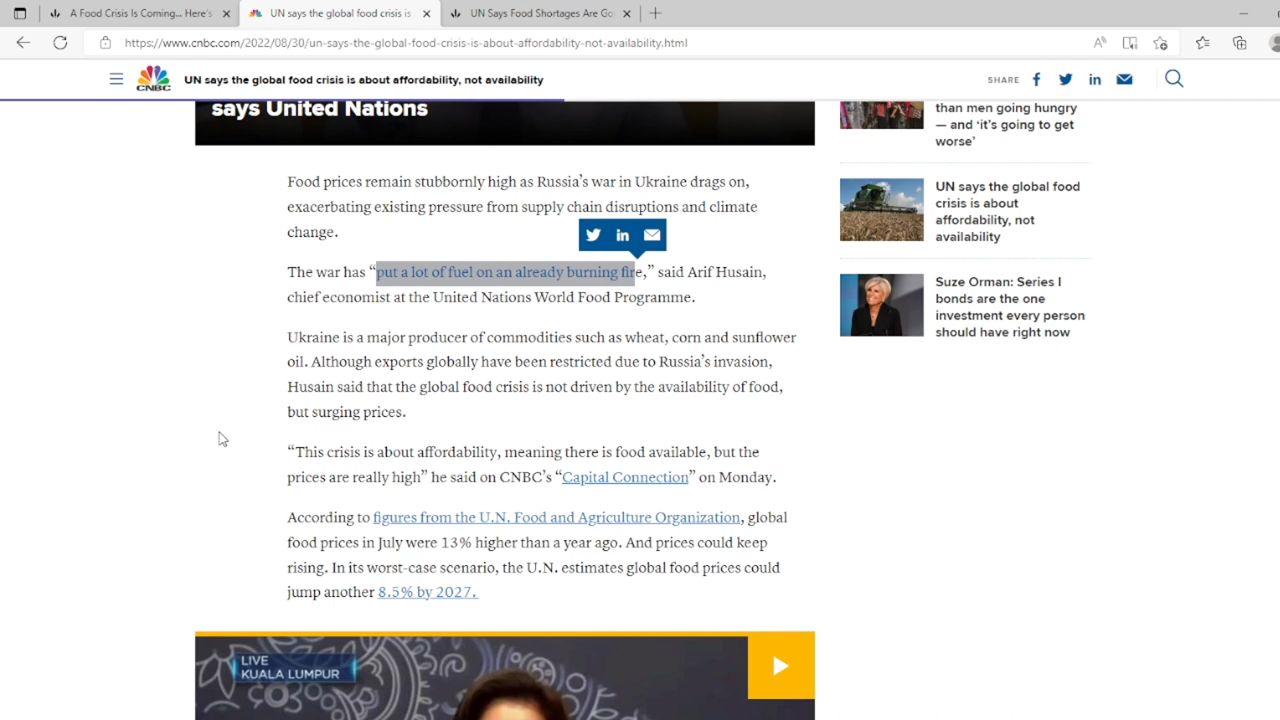 A Food Crisis Is Coming... Here's
UN says the global food crisis is
UN Says Food Shortages Are Go
https://www.cnbc.com/2022/08/30/un-says-the-global-food-crisis-is-about-affordability-not-availability.html
CNBC
UN says the global food crisis is about affordability, not availability
SHARE
says United Nations
Food prices remain stubbornly high as Russia’s war in Ukraine drags on,
exacerbating existing pressure from supply chain disruptions and climate
change.
The war has “put a lot of fuel on an already burning fire,” said Arif Husain,
chief economist at the United Nations World Food Programme.
Ukraine is a major producer of commodities such as wheat, corn and sunflower
oil. Although exports globally have been restricted due to Russia’s invasion,
Husain said that the global food crisis is not driven by the availability of food,
but surging prices.
“This crisis is about affordability, meaning there is food available, but the
prices are really high” he said on CNBC’s “Capital Connection” on Monday.
According to figures from the U.N. Food and Agriculture Organization, global
food prices in July were 13% higher than a year ago. And prices could keep
rising. In its worst-case scenario, the U.N. estimates global food prices could
jump another 8.5% by 2027.
LIVE
KUALA LUMPUR
than men going hungry
— and ‘it’s going to get
worse’
UN says the global food
crisis is about
affordability, not
availability
Suze Orman: Series I
bonds are the one
investment every person
should have right now